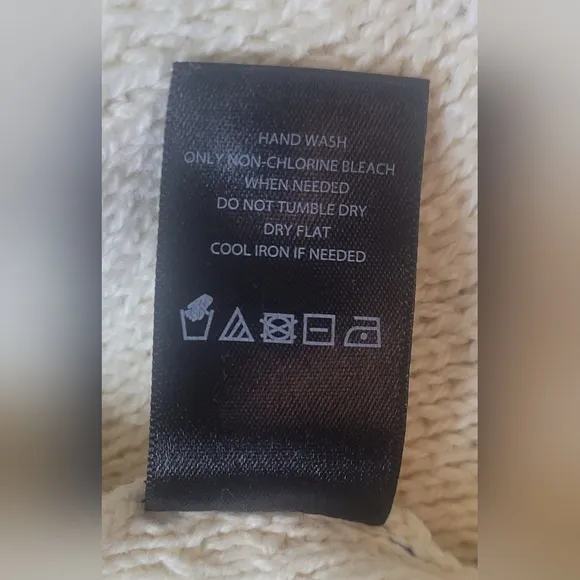 HAND WASH
ONLY NON-CHLORINE BLEACH
WHEN NEEDED
DO NOT TUMBLE DRY
DRY FLAT
COOL IRON IF NEEDED